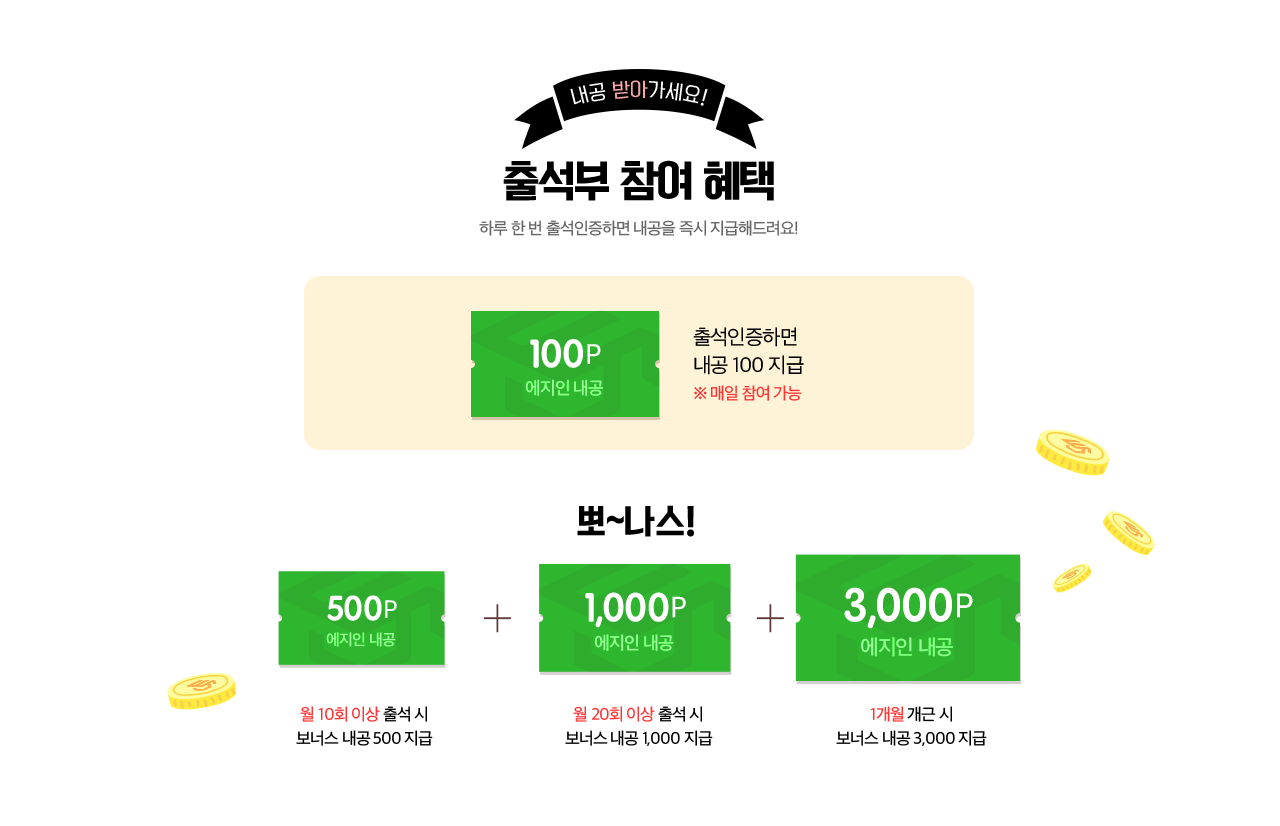 내공 받아가세요!
출석부 참여 혜택
하루 한 번 출석인증하면 내공을 즉시 지급해드려요!
100P
에지인 내공
출석인증하면
내공 100 지급
※ 매일 참여 가능
뽀~나스!
500P
에지인 내공
+
1,000P
에지인 내공
+
3,000P
에지인 내공
월 10회 이상 출석 시
보너스 내공 500 지급
월 20회 이상 출석 시
보너스 내공 1,000 지급
1개월 개근 시
보너스 내공 3,000 지급